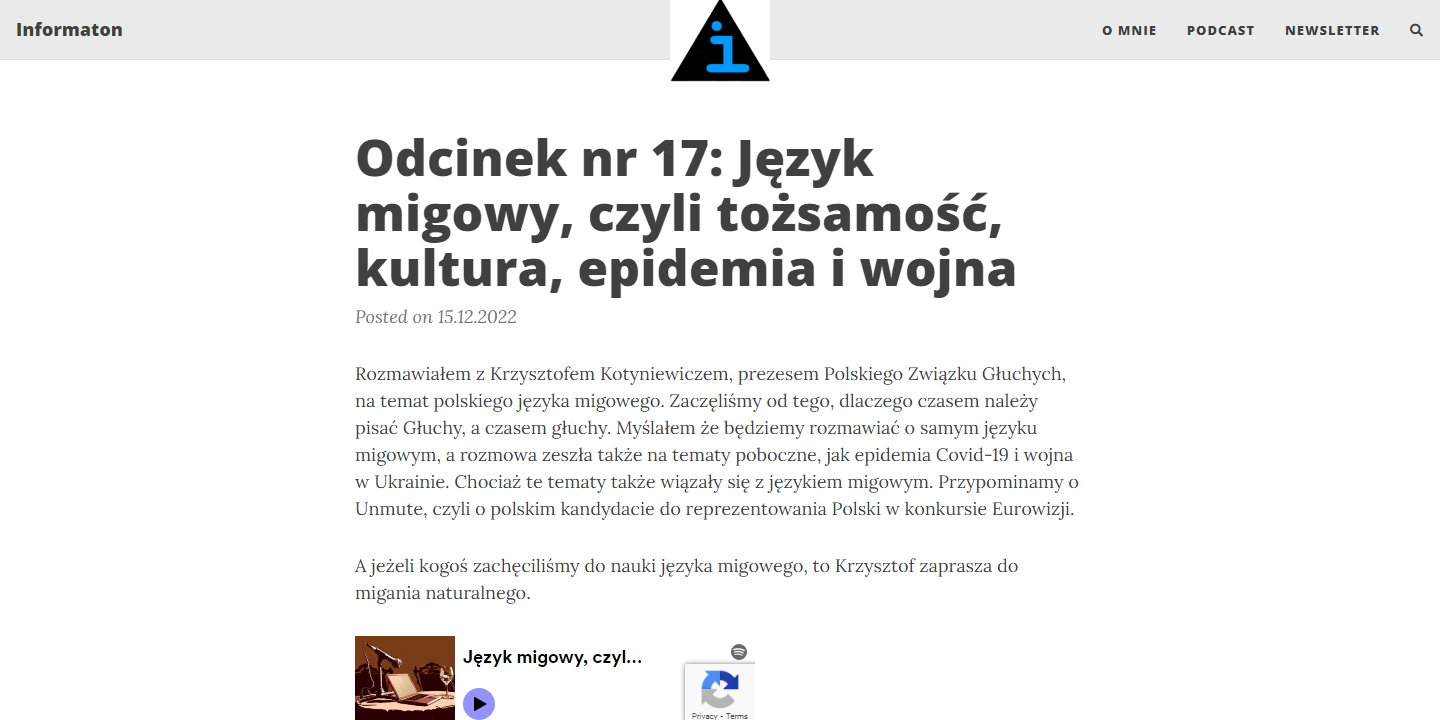 Informaton
i
O MNIE PODCAST NEWSLETTER
Odcinek nr 17: Język
migowy, czyli tożsamość,
kultura, epidemia i wojna
Posted on 15.12.2022
Rozmawiałem z Krzysztofem Kotyniewiczem, prezesem Polskiego Związku Głuchych,
na temat polskiego języka migowego. Zaczęliśmy od tego, dlaczego czasem należy
pisać Głuchy, a czasem głuchy. Myślałem że będziemy rozmawiać o samym języku
migowym, a rozmowa zeszła także na tematy poboczne, jak epidemia Covid-19 i wojna
w Ukrainie. Chociaż te tematy także wiązały się z językiem migowym. Przypominamy o
Unmute, czyli o polskim kandydacie do reprezentowania Polski w konkursie Eurowizji.
A jeżeli kogoś zachęciliśmy do nauki języka migowego, to Krzysztof zaprasza do
migania naturalnego.
Język migowy, czyl...
Privacy - Terms